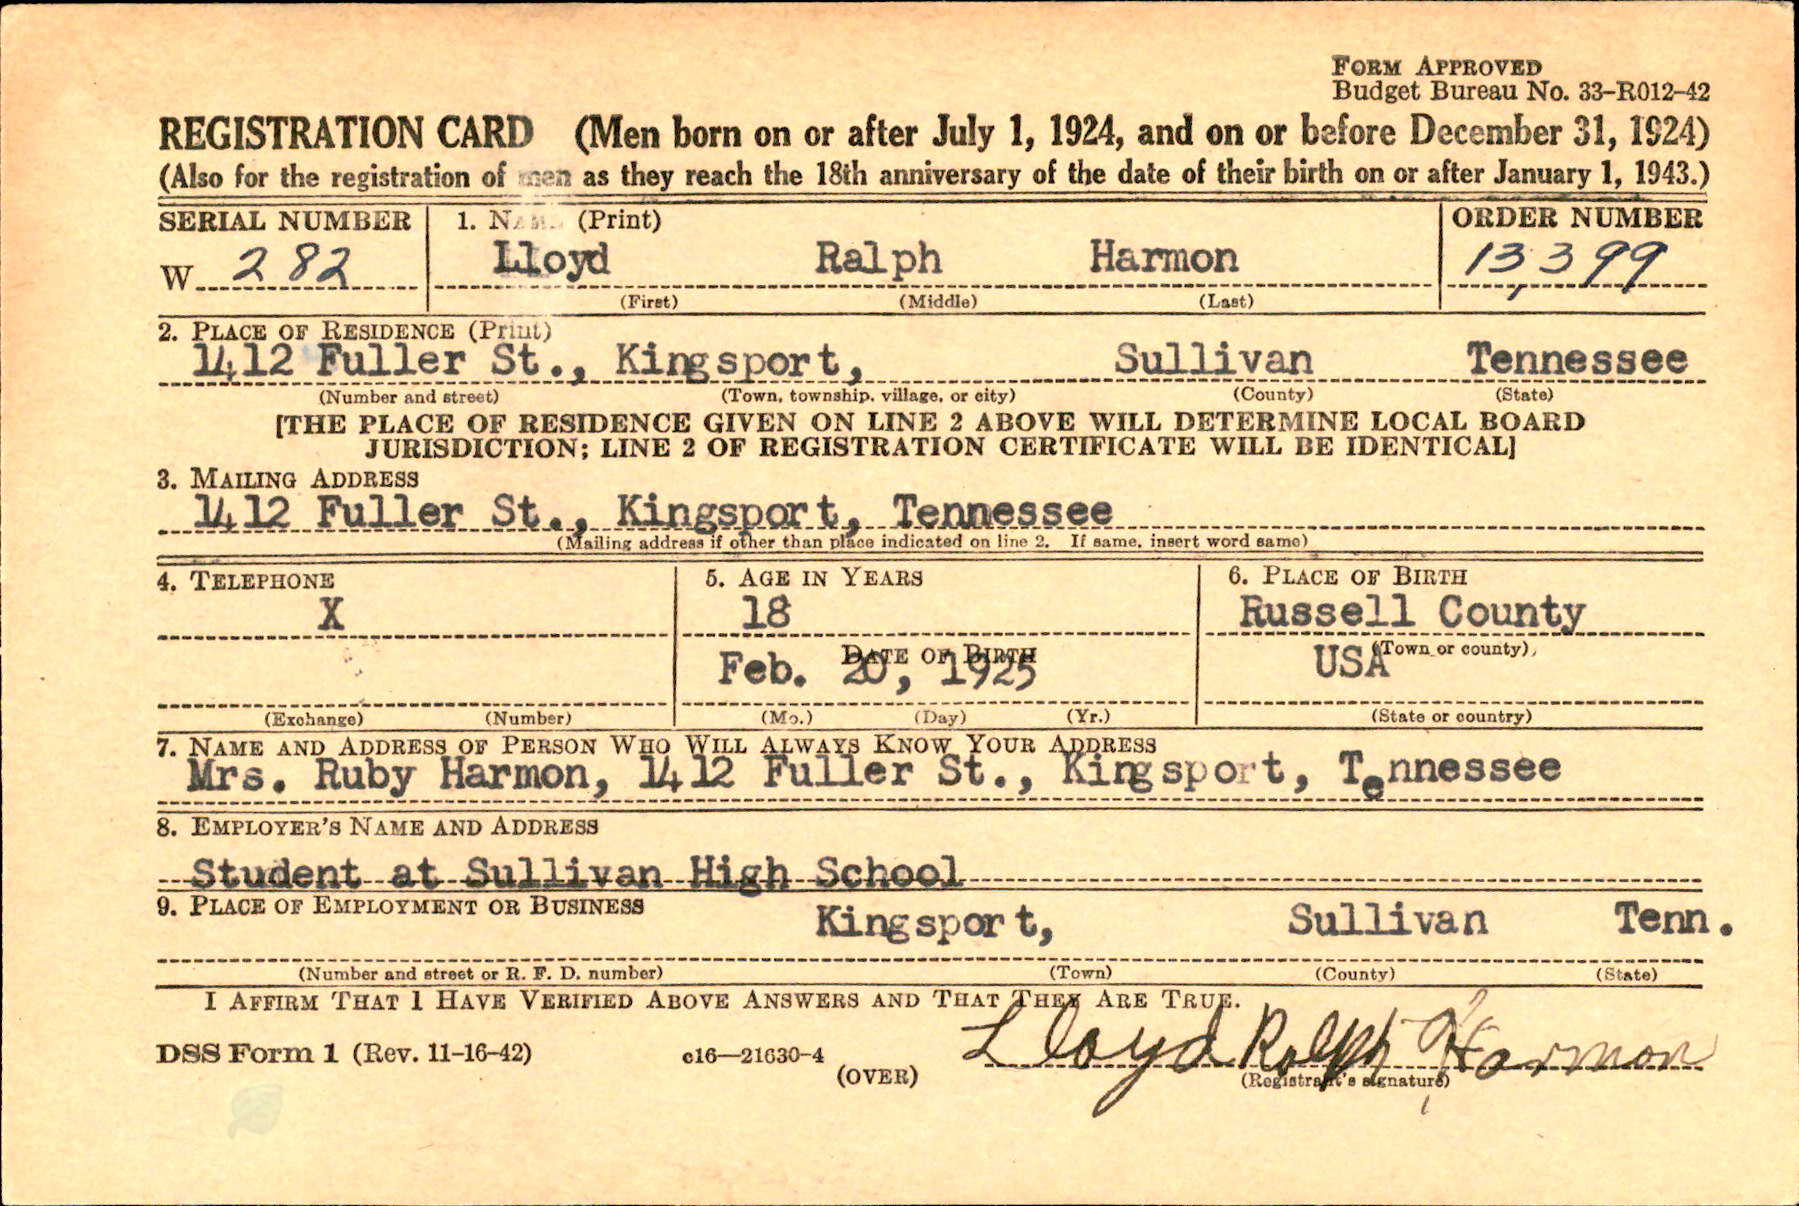 FORM APPROVED
Budget Bureau No. 33-R012-42
REGISTRATION CARD (Men born on or after July 1, 1924, and on or before December 31, 1924)
(Also for the registration of men as they reach the 18th anniversary of the date of their birth on or after January 1, 1943.)
SERIAL NUMBER 1. NAME (Print) ORDER NUMBER
W 282 Lloyd Ralph Harmon 13,399
(First) (Middle) (Last)
2. PLACE OF RESIDENCE (Print)
1412 Fuller St., Kingsport, Sullivan Tennessee
(Number and street) (Town, township, village, or city) (County) (State)
[THE PLACE OF RESIDENCE GIVEN ON LINE 2 ABOVE WILL DETERMINE LOCAL BOARD
JURISDICTION; LINE 2 OF REGISTRATION CERTIFICATE WILL BE IDENTICAL]
3. MAILING ADDRESS
1412 Fuller St., Kingsport, Tennessee
(Mailing address if other than place indicated on line 2. If same, insert word same)
4. TELEPHONE 5. AGE IN YEARS 6. PLACE OF BIRTH
X 18 Russell County
DATE OF BIRTH (Town or county)
Feb. 20, 1925 USA
(Exchange) (Number) (Mo.) (Day) (Yr.) (State or country)
7. NAME AND ADDRESS OF PERSON WHO WILL ALWAYS KNOW YOUR ADDRESS
Mrs. Ruby Harmon, 1412 Fuller St., Kingsport, Tennessee
8. EMPLOYER'S NAME AND ADDRESS
Student at Sullivan High School
9. PLACE OF EMPLOYMENT OR BUSINESS
Kingsport, Sullivan Tenn.
(Number and street or R. F. D. number) (Town) (County) (State)
I AFFIRM THAT I HAVE VERIFIED ABOVE ANSWERS AND THAT THEY ARE TRUE.
Lloyd Ralph Harmon
DSS Form 1 (Rev. 11-16-42) c16—21630-4 (OVER) (Registrant's signature)